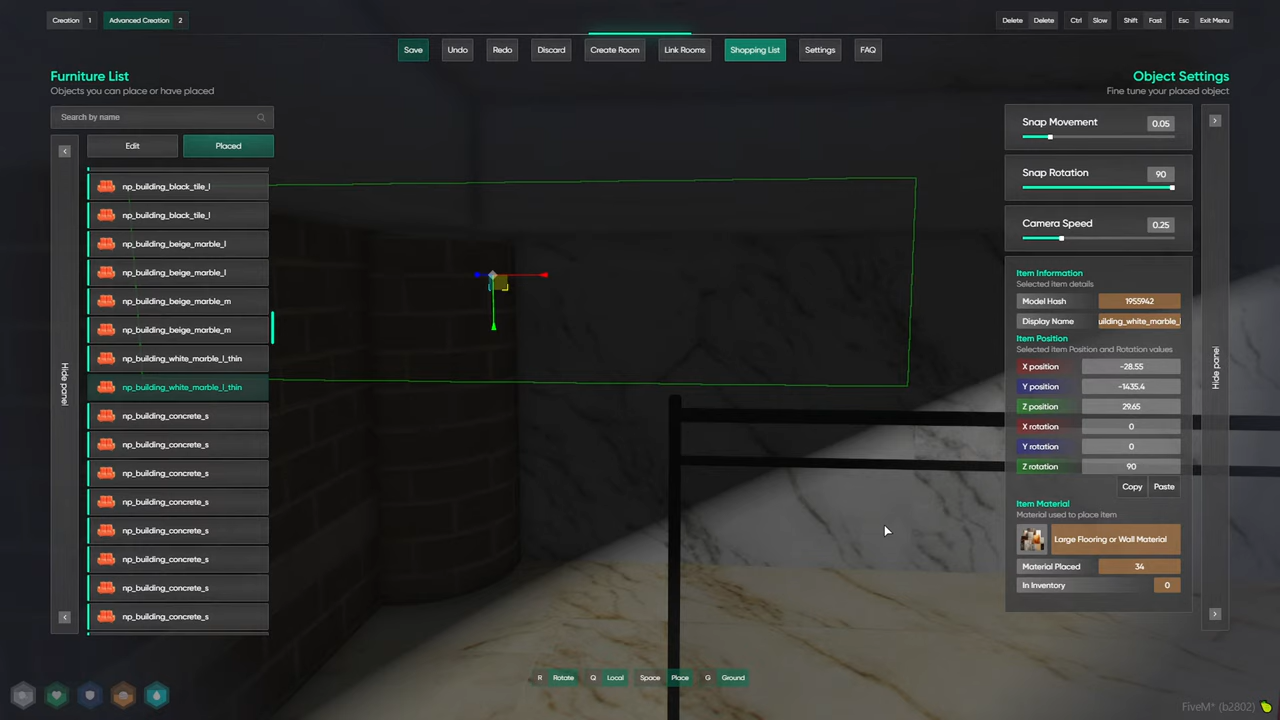 Creation 1
Advanced Creation 2
Delete Delete
Ctrl Slow
Shift Fast
Esc Exit Menu
Save
Undo
Redo
Discard
Create Room
Link Rooms
Shopping List
Settings
FAQ
Furniture List
Objects you can place or have placed
Search by name
Edit
Placed
Hide panel
np_building_black_tile_l
np_building_black_tile_l
np_building_beige_marble_l
np_building_beige_marble_l
np_building_beige_marble_m
np_building_beige_marble_m
np_building_white_marble_l_thin
np_building_white_marble_l_thin
np_building_concrete_s
np_building_concrete_s
np_building_concrete_s
np_building_concrete_s
np_building_concrete_s
np_building_concrete_s
np_building_concrete_s
np_building_concrete_s
Object Settings
Fine tune your placed object
Snap Movement 0.05
Snap Rotation 90
Camera Speed 0.25
Item Information
Selected item details
Model Hash 1955942
Display Name uilding_white_marble_l
Item Position
Selected item Position and Rotation values
X position -28.55
Y position -1435.4
Z position 29.65
X rotation 0
Y rotation 0
Z rotation 90
Copy Paste
Item Material
Material used to place item
Large Flooring or Wall Material
Material Placed 34
In Inventory 0
Hide panel
R Rotate Q Local Space Place G Ground
FiveM* (b2802)